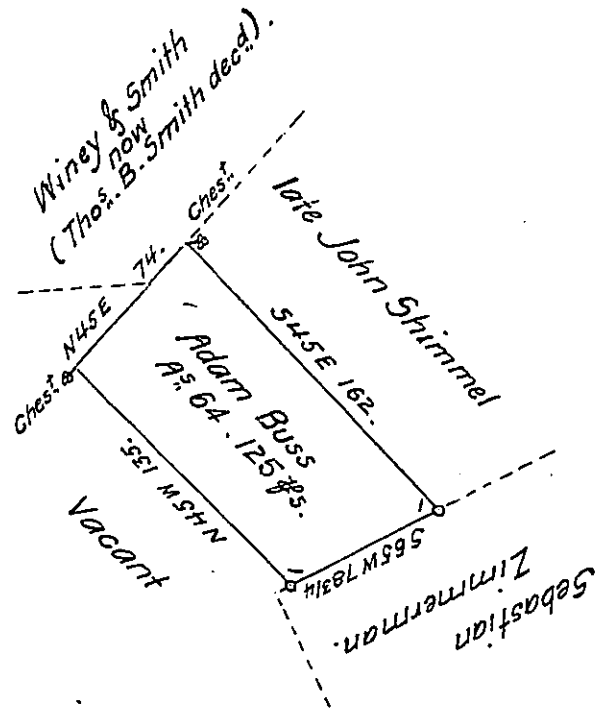 Winey & Smith
now
(Thos. B. Smith decd.).
Chest.
late John Shimmel
74.
N45E
Chest.
Adam Buss
As. 64. 125 ps.
S45E 162.
N45W 135.
Vacant
S65W 78 3/4
Sebastian
Zimmerman.